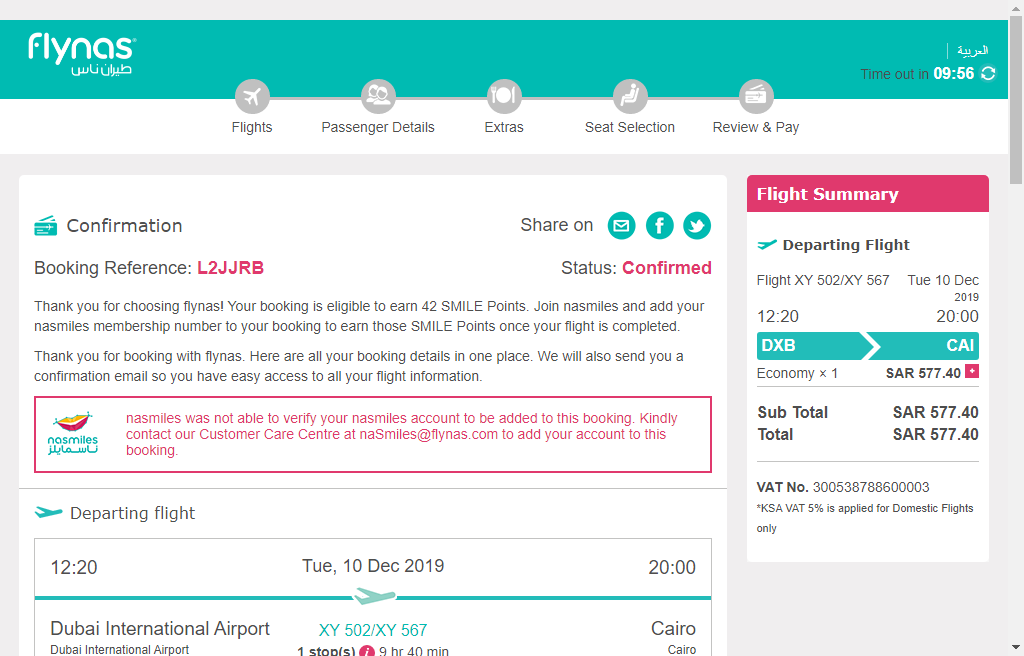 flynas
طيران ناس
العربية
Time out in 09:56
Flights
Passenger Details
Extras
Seat Selection
Review & Pay
Confirmation
Share on
Booking Reference: L2JJRB
Status: Confirmed
Thank you for choosing flynas! Your booking is eligible to earn 42 SMILE Points. Join nasmiles and add your
nasmiles membership number to your booking to earn those SMILE Points once your flight is completed.
Thank you for booking with flynas. Here are all your booking details in one place. We will also send you a
confirmation email so you have easy access to all your flight information.
nasmiles
ناسمايلز
nasmiles was not able to verify your nasmiles account to be added to this booking. Kindly
contact our Customer Care Centre at naSmiles@flynas.com to add your account to this
booking.
Departing flight
12:20
Tue, 10 Dec 2019
20:00
Dubai International Airport
XY 502/XY 567
Cairo
Dubai International Airport
1 stop(s) i 9 hr 40 min
Cairo
Flight Summary
Departing Flight
Flight XY 502/XY 567
Tue 10 Dec
2019
12:20
20:00
DXB
CAI
Economy × 1
SAR 577.40 +
Sub Total SAR 577.40
Total SAR 577.40
VAT No. 300538788600003
*KSA VAT 5% is applied for Domestic Flights
only